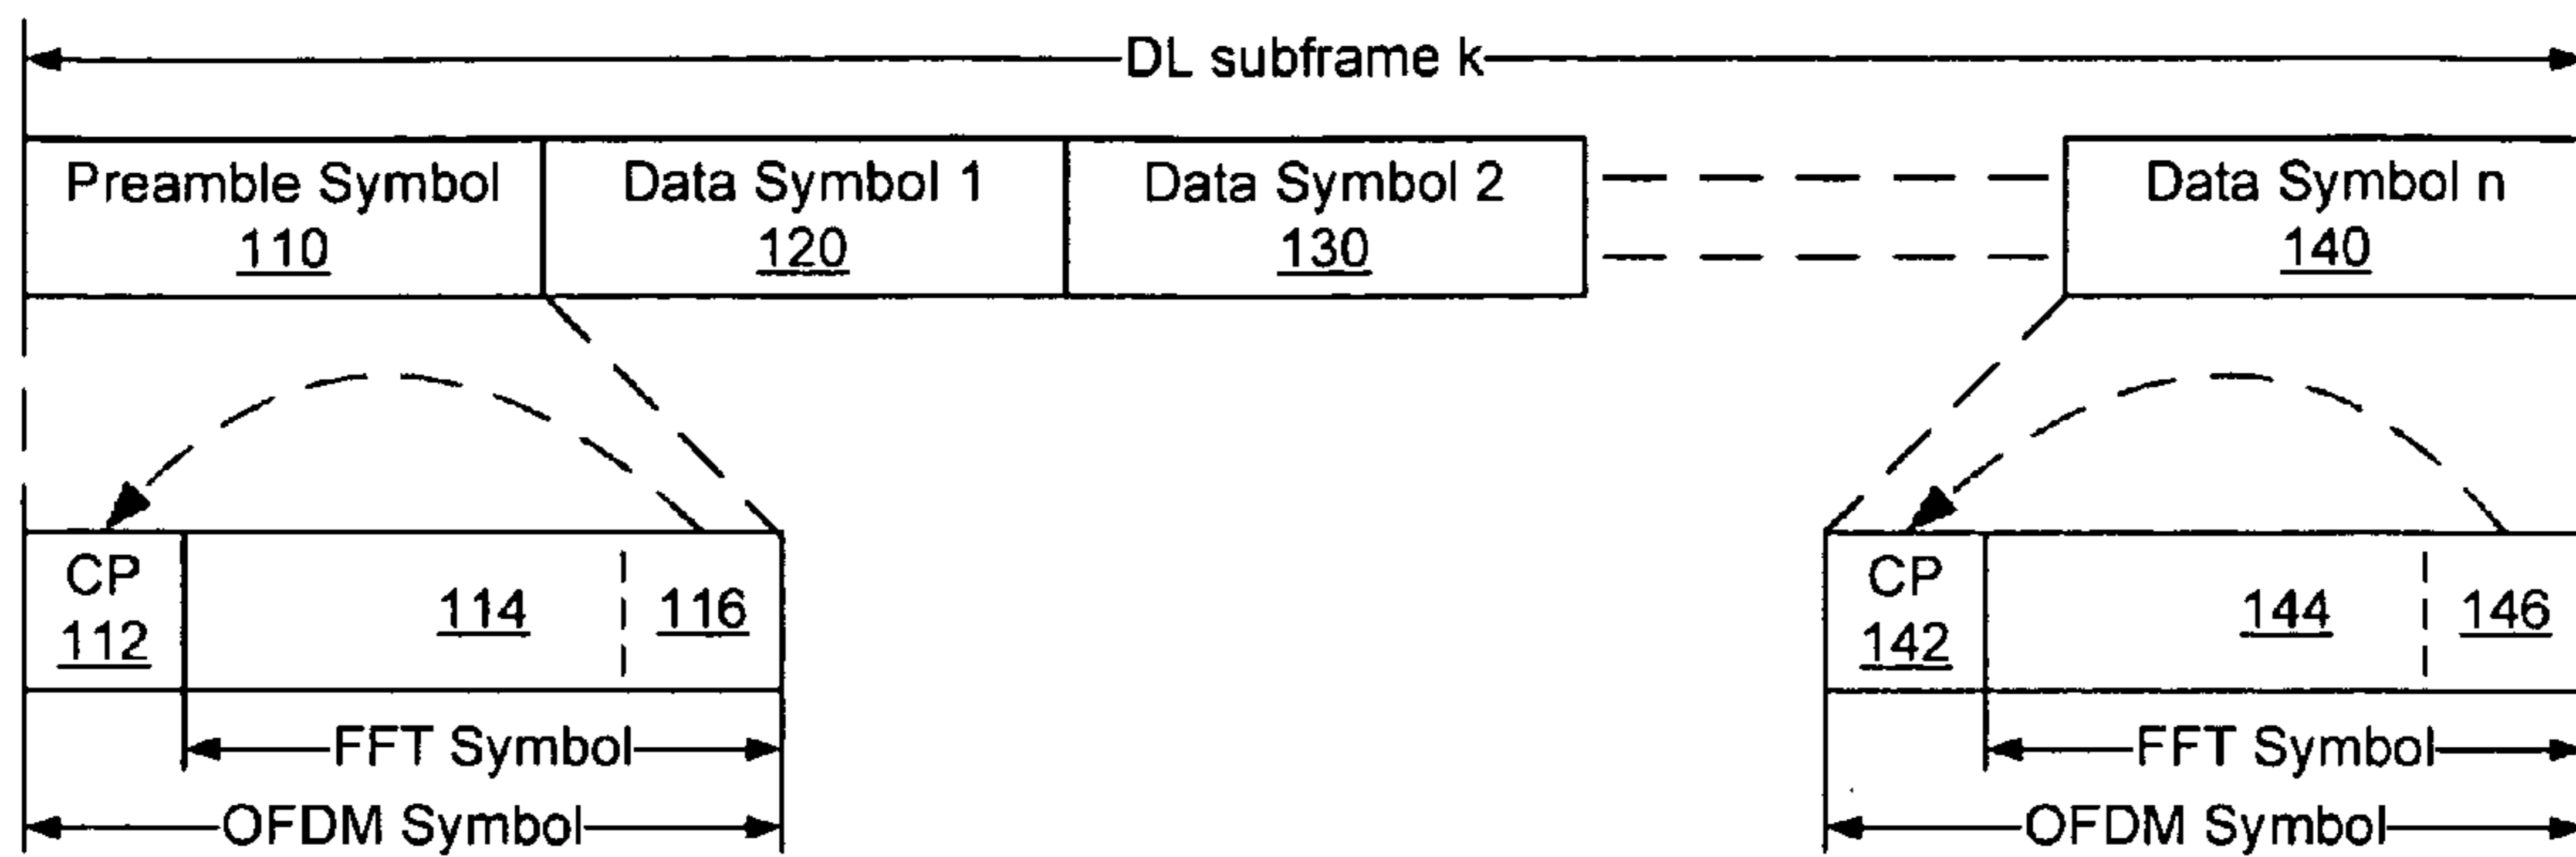 DL subframe k
Preamble Symbol Data Symbol 1 Data Symbol 2 Data Symbol n
110 120 130 140
CP CP
112 114 116 142 144 146
FFT Symbol FFT Symbol
OFDM Symbol OFDM Symbol